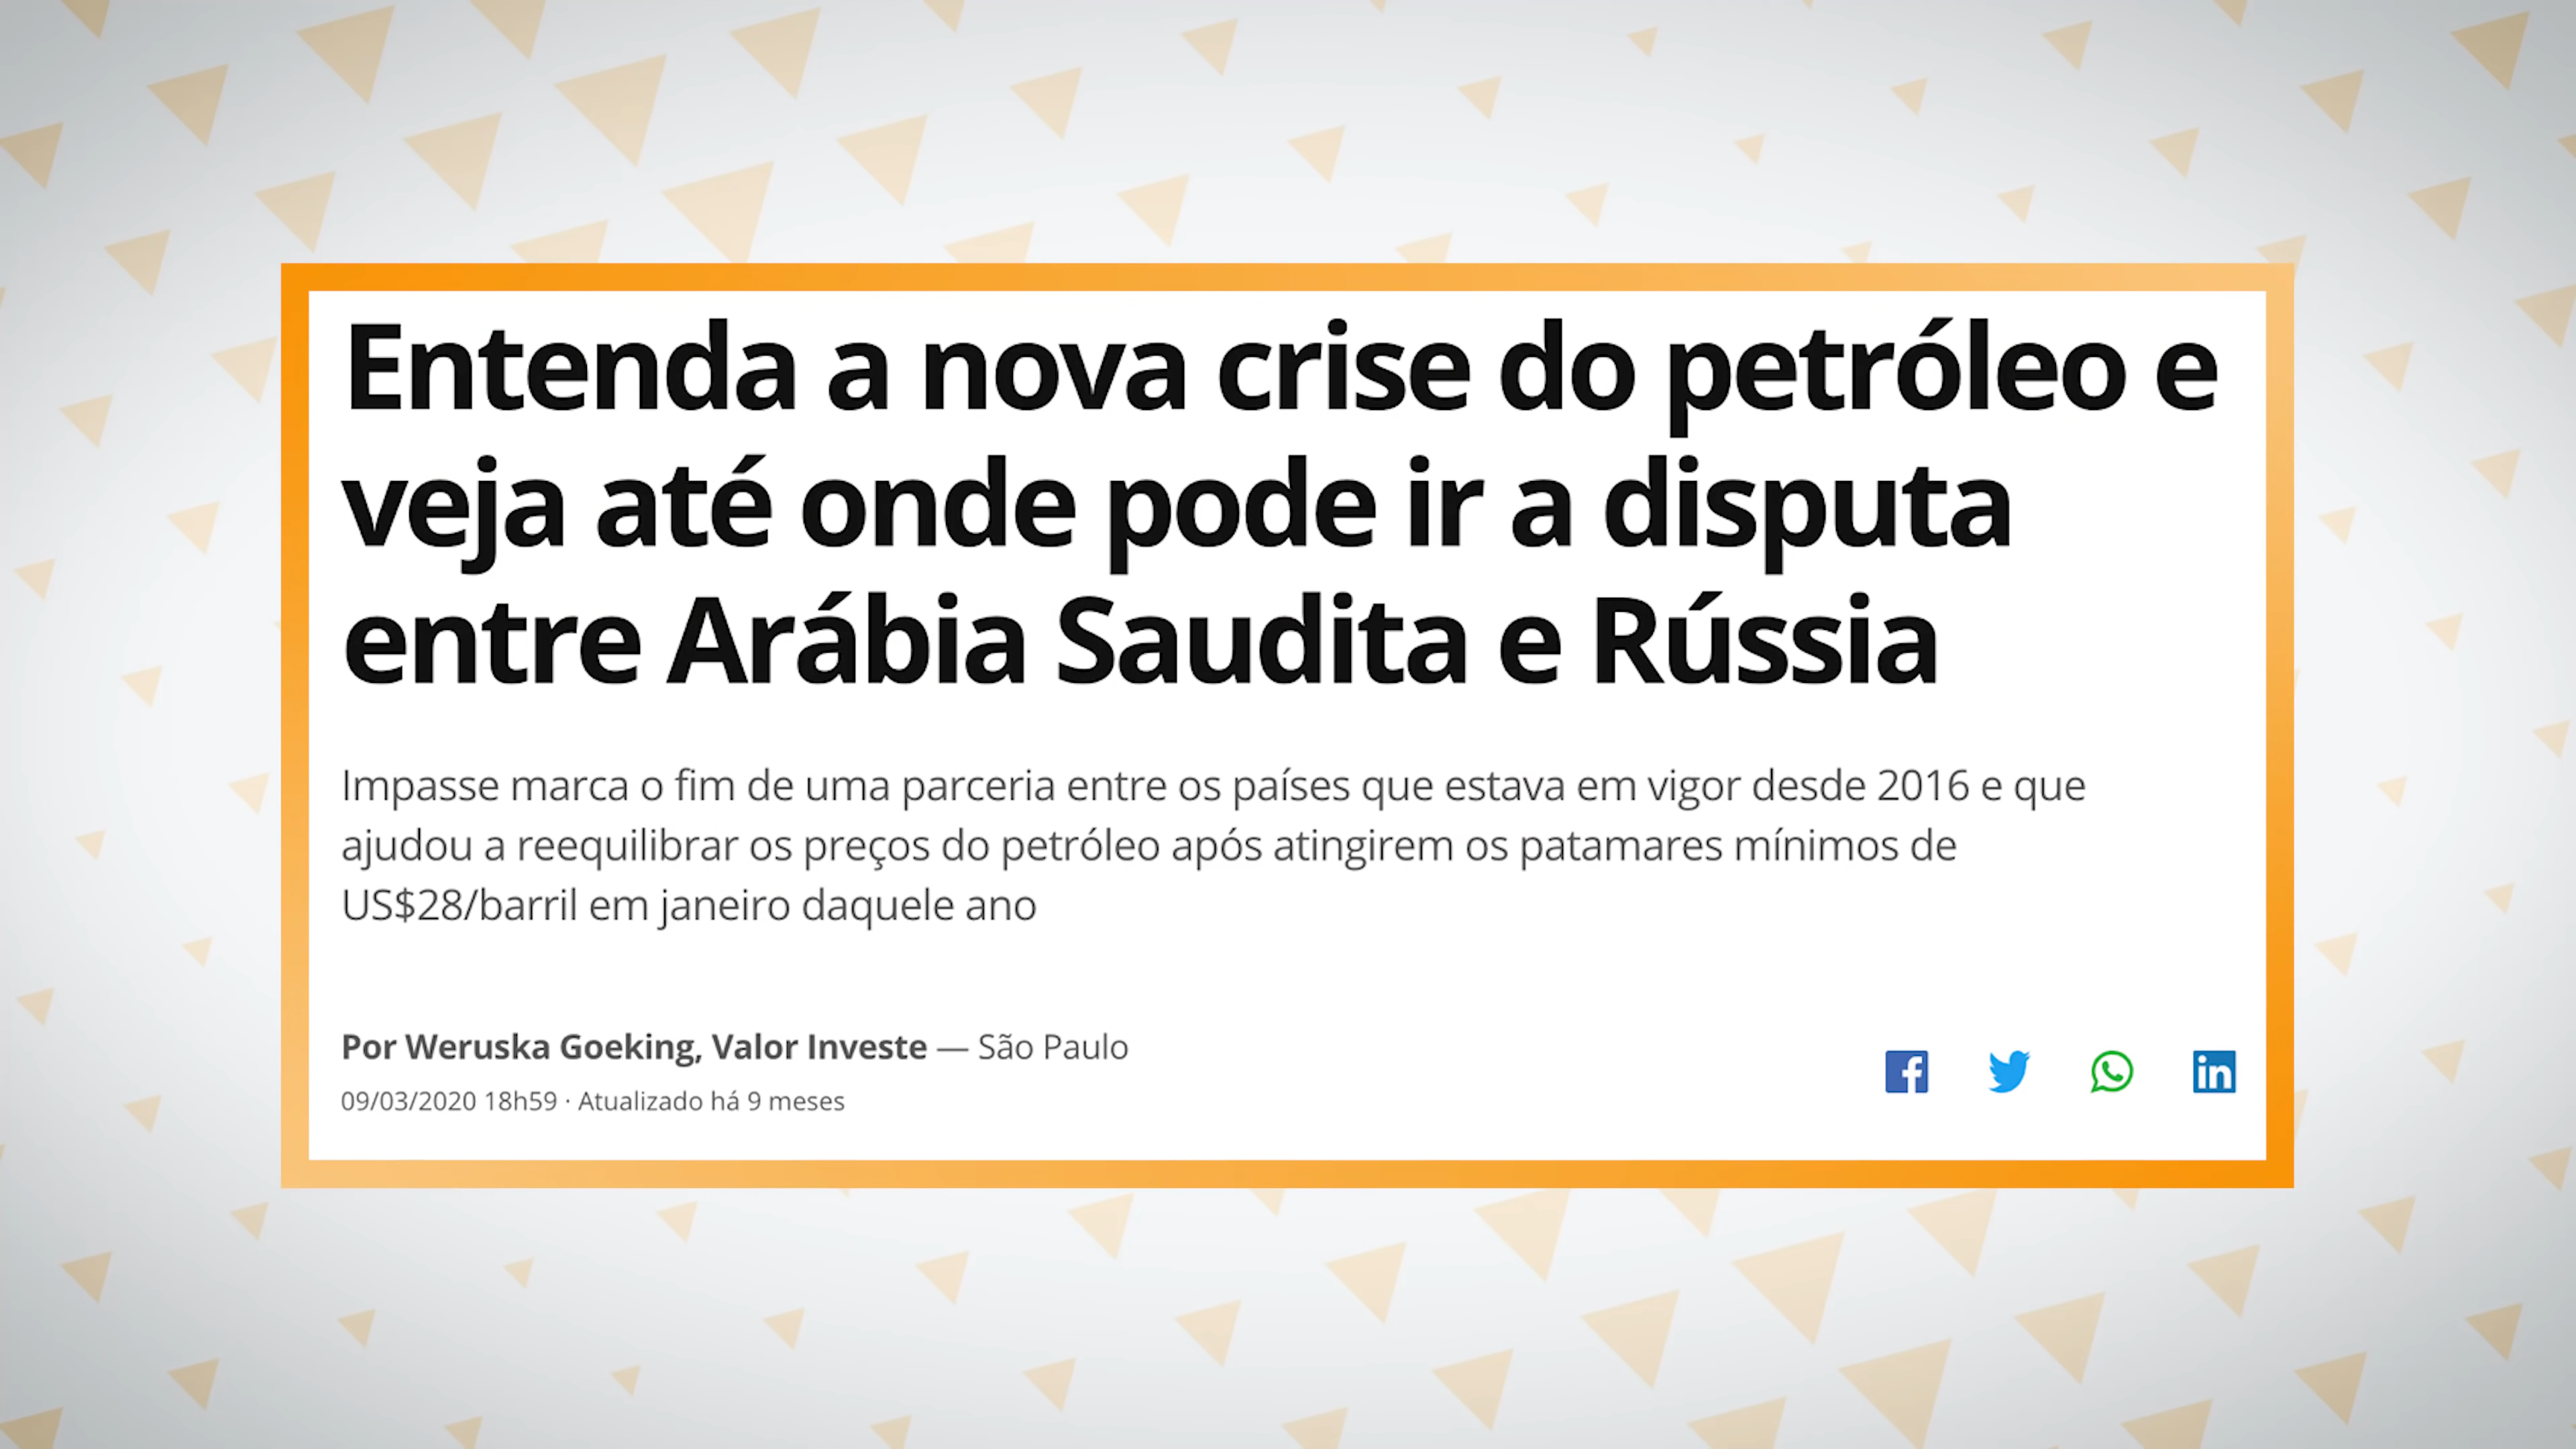 Entenda a nova crise do petróleo e
veja até onde pode ir a disputa
entre Arábia Saudita e Rússia
Impasse marca o fim de uma parceria entre os países que estava em vigor desde 2016 e que
ajudou a reequilibrar os preços do petróleo após atingirem os patamares mínimos de
US$28/barril em janeiro daquele ano
Por Weruska Goeking, Valor Investe — São Paulo
09/03/2020 18h59 · Atualizado há 9 meses